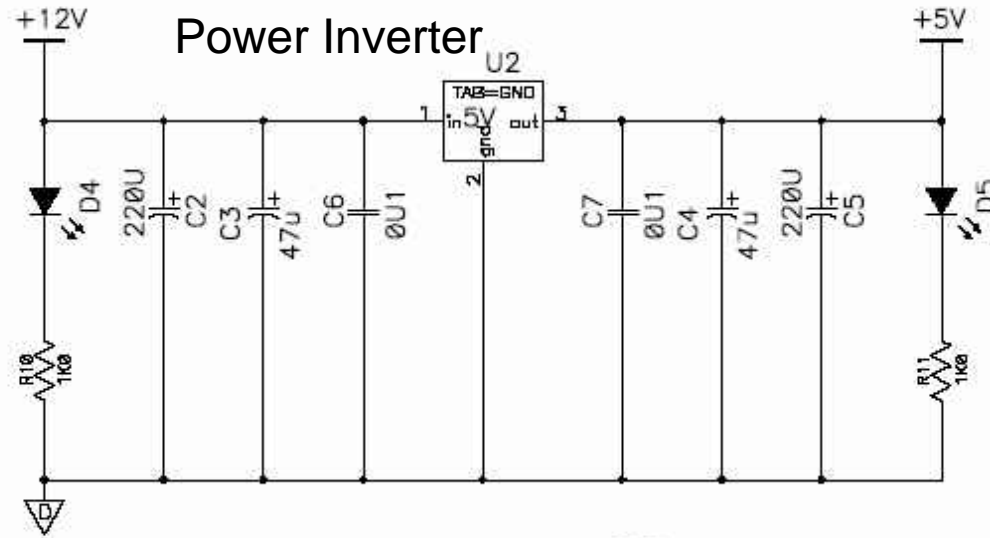 +12V
Power Inverter
+5V
U2
TAB=GND
1
in
5V
out
3
gnd
2
D4
220U
C2
C3
47u
C6
0U1
C7
0U1
C4
47u
220U
C5
D5
R10
1K0
R11
1K0
D